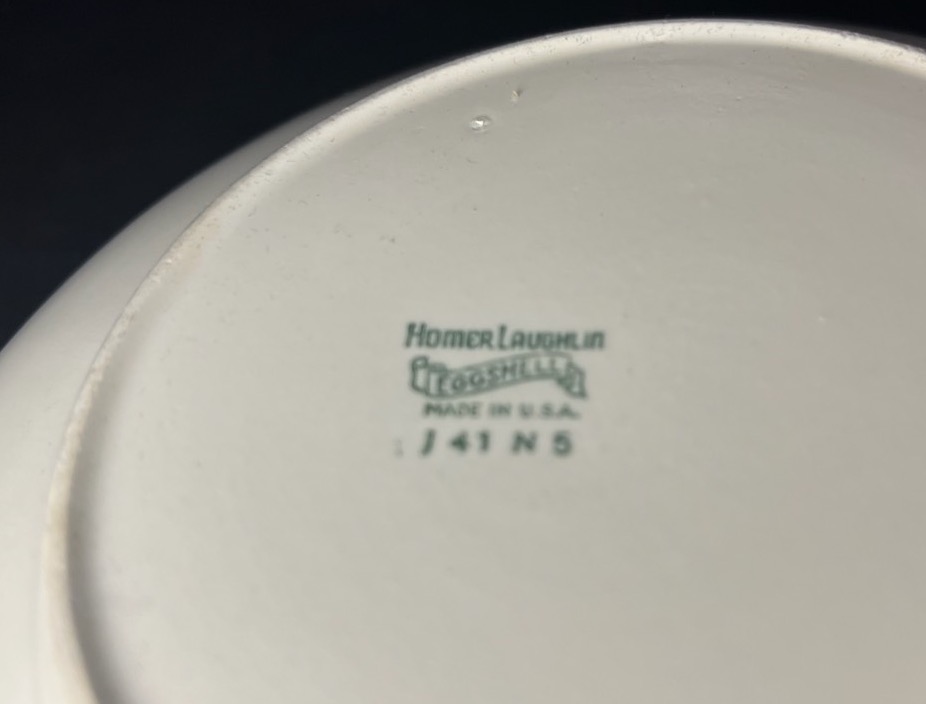 HOMER LAUGHLIN
EGGSHELL
MADE IN U.S.A.
J 41 N 5